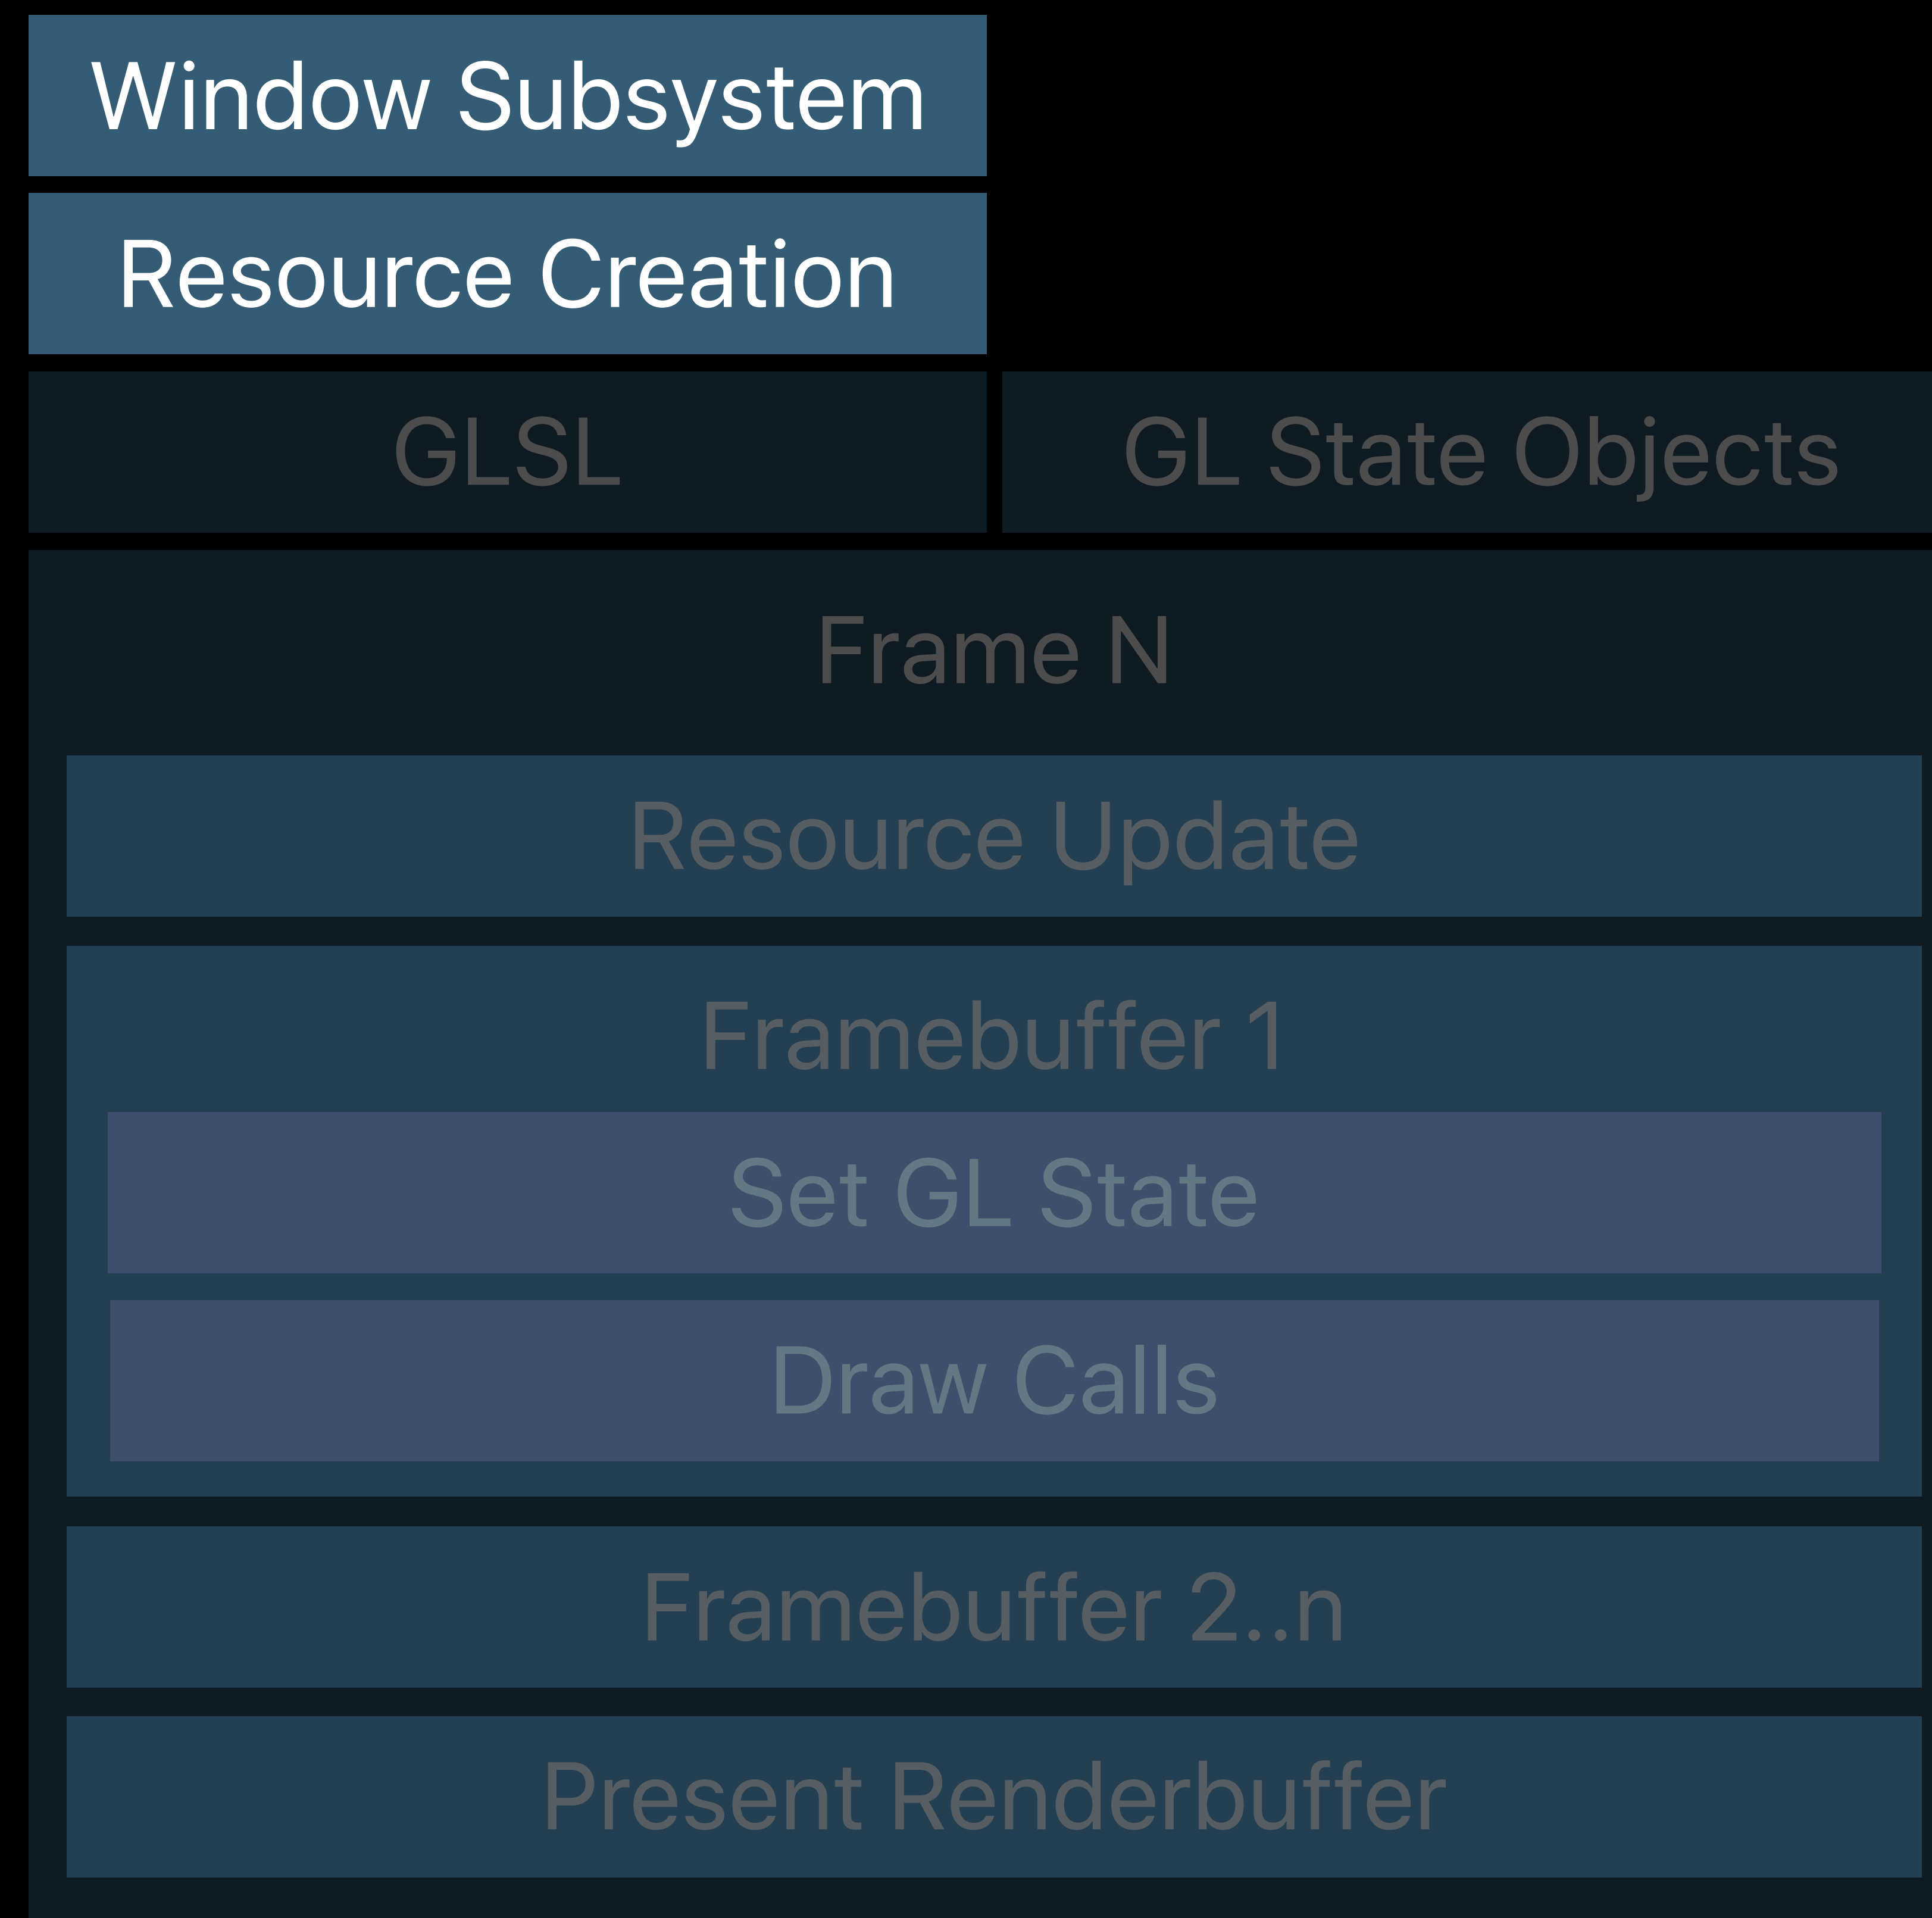 Window Subsystem
Resource Creation
GLSL
GL State Objects
Frame N
Resource Update
Framebuffer 1
Set GL State
Draw Calls
Framebuffer 2..n
Present Renderbuffer